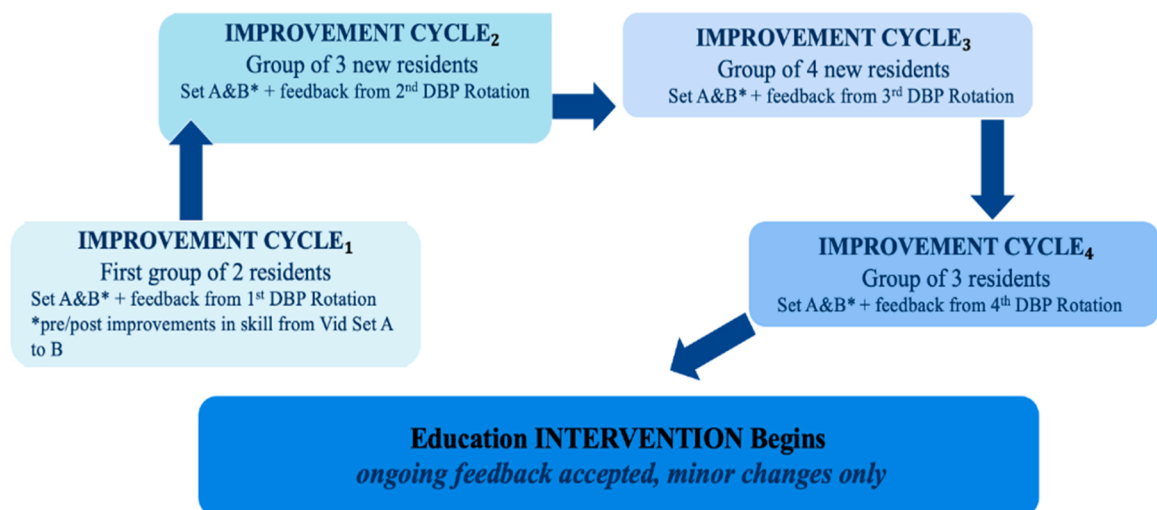 IMPROVEMENT CYCLE₁
First group of 2 residents
Set A&B* + feedback from 1ˢᵗ DBP Rotation
*pre/post improvements in skill from Vid Set A
to B
IMPROVEMENT CYCLE₂
Group of 3 new residents
Set A&B* + feedback from 2ⁿᵈ DBP Rotation
IMPROVEMENT CYCLE₃
Group of 4 new residents
Set A&B* + feedback from 3ʳᵈ DBP Rotation
IMPROVEMENT CYCLE₄
Group of 3 residents
Set A&B* + feedback from 4ᵗʰ DBP Rotation
Education INTERVENTION Begins
ongoing feedback accepted, minor changes only